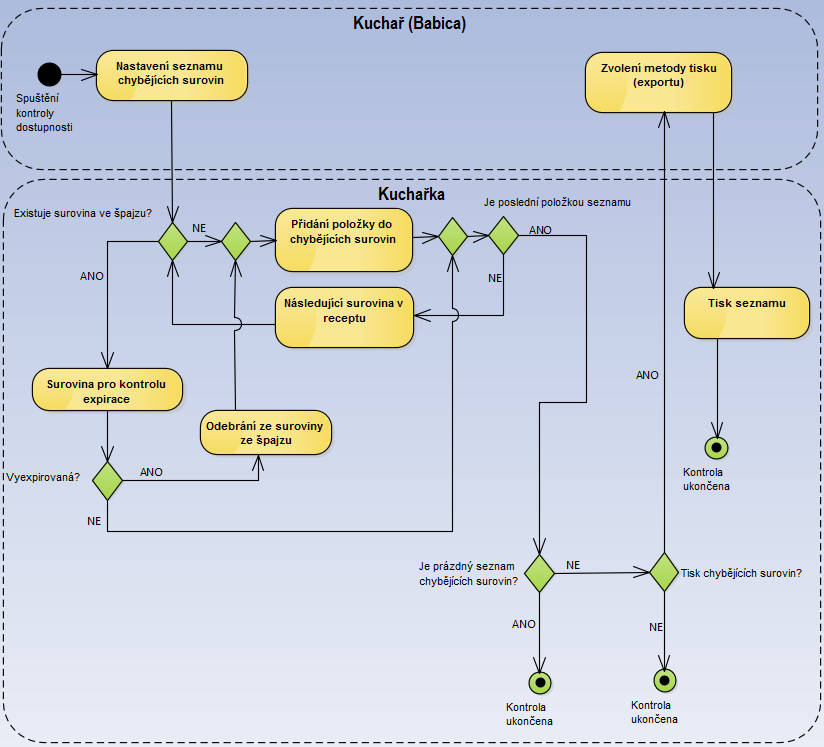 Kuchař (Babica)
Nastavení seznamu
chybějících surovin
Spuštění
kontroly
dostupnosti
Zvolení metody tisku
(exportu)
Kuchařka
Je poslední položkou seznamu
Existuje surovina ve špajzu?
NE
Přidání položky do
chybějících surovin
ANO
ANO
NE
Následující surovina v
receptu
Tisk seznamu
Surovina pro kontrolu
expirace
ANO
Odebrání ze suroviny
ze špajzu
Vyexpirovaná?
ANO
NE
Kontrola
ukončena
Je prázdný seznam
chybějících surovin?
NE
Tisk chybějících surovin?
ANO
NE
Kontrola
ukončena
Kontrola
ukončena